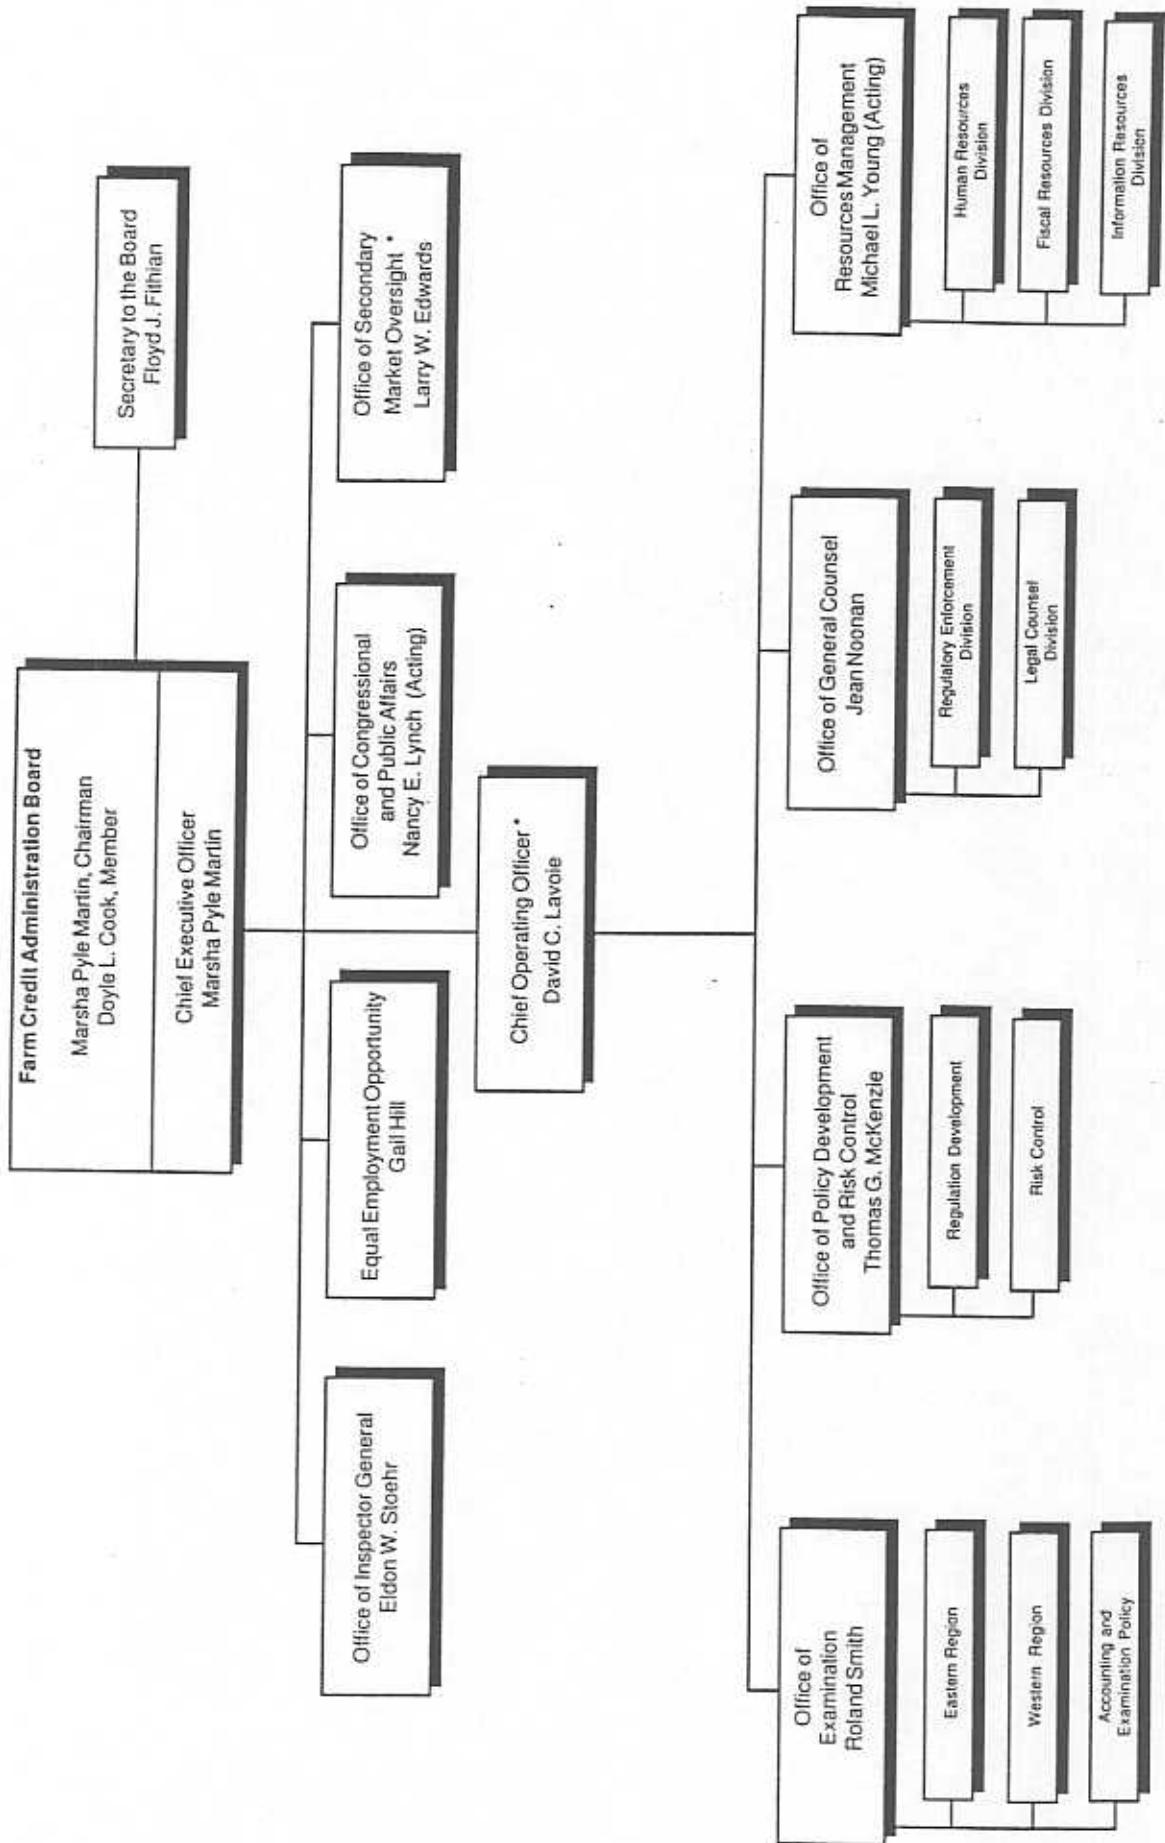 Farm Credit Administration Board
Marsha Pyle Martin, Chairman
Doyle L. Cook, Member
Chief Executive Officer
Marsha Pyle Martin
Secretary to the Board
Floyd J. Fithian
Office of Inspector General
Eldon W. Stoehr
Equal Employment Opportunity
Gail Hill
Office of Congressional
and Public Affairs
Nancy E. Lynch (Acting)
Office of Secondary
Market Oversight *
Larry W. Edwards
Chief Operating Officer *
David C. Lavoie
Office of
Examination
Roland Smith
Eastern Region
Western Region
Accounting and
Examination Policy
Office of Policy Development
and Risk Control
Thomas G. McKenzie
Regulation Development
Risk Control
Office of General Counsel
Jean Noonan
Regulatory Enforcement
Division
Legal Counsel
Division
Office of
Resources Management
Michael L. Young (Acting)
Human Resources
Division
Fiscal Resources Division
Information Resources
Division